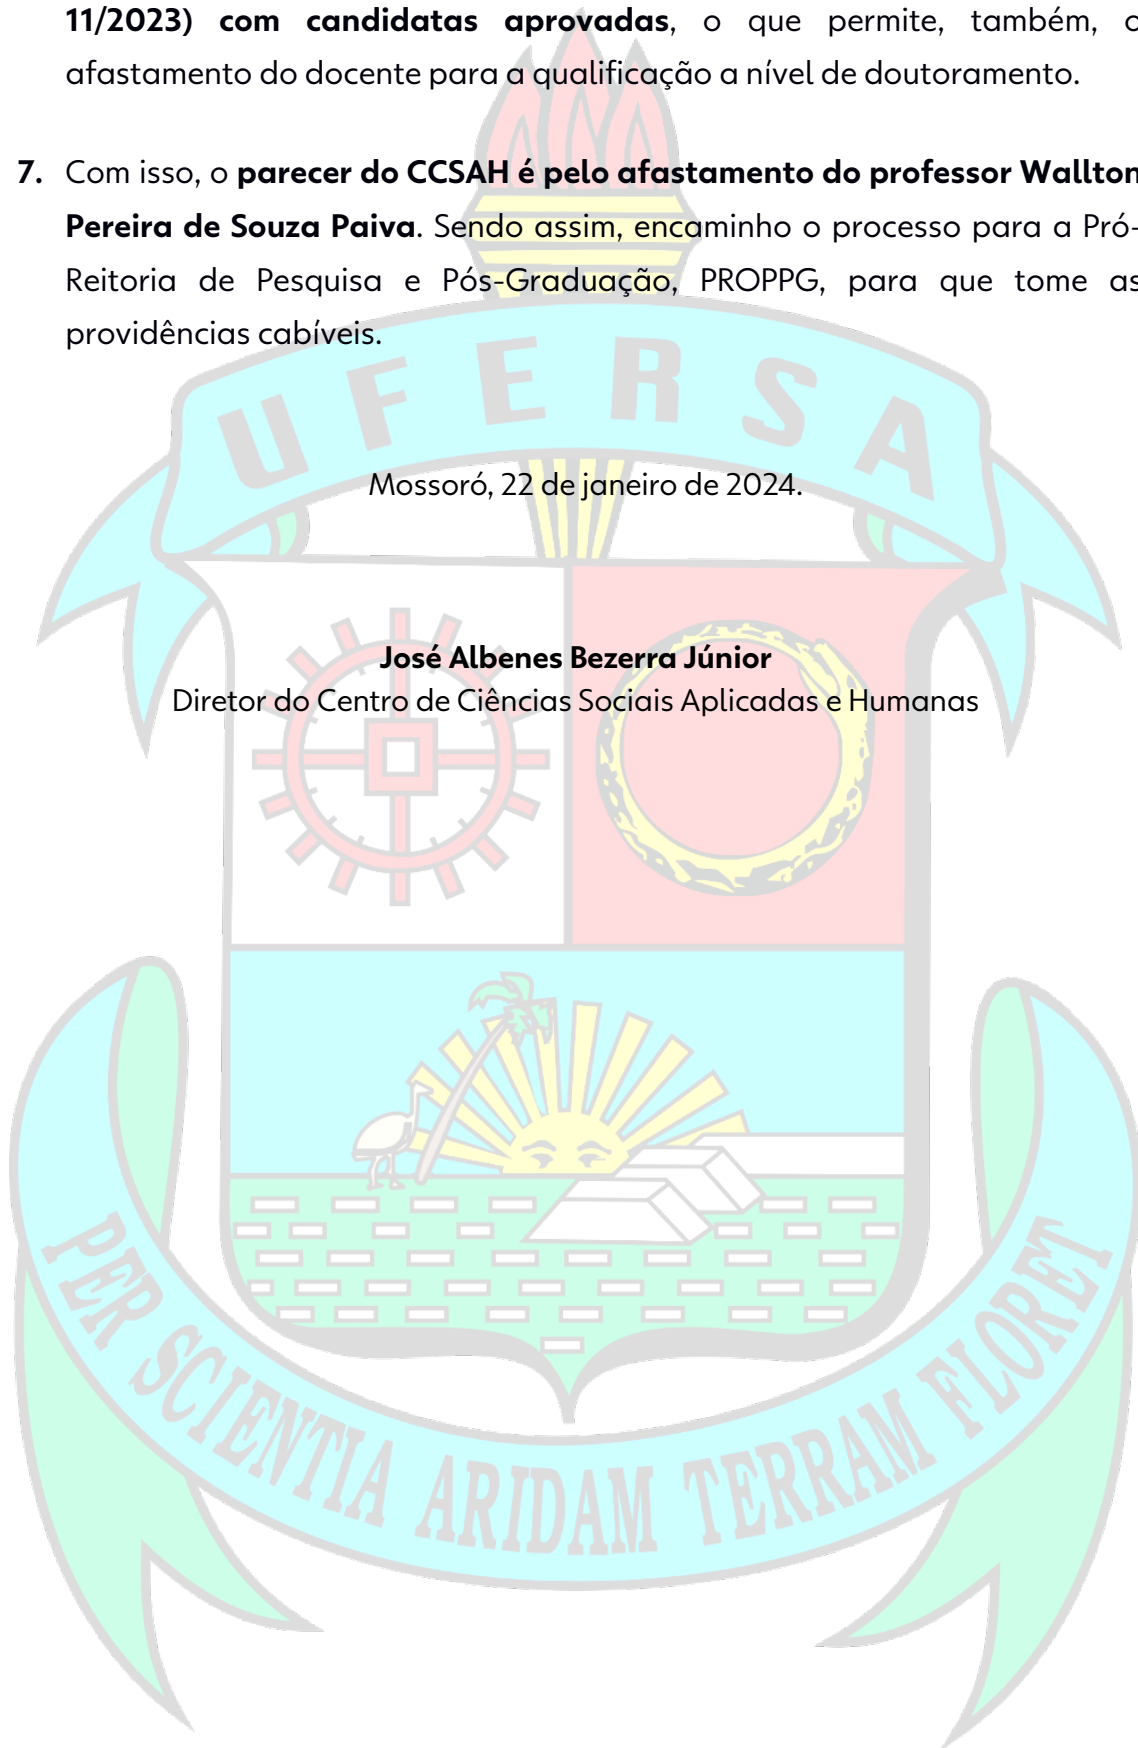 11/2023) com candidatas aprovadas, o que permite, também, o
afastamento do docente para a qualificação a nível de doutoramento.
7. Com isso, o parecer do CCSAH é pelo afastamento do professor Wallton
Pereira de Souza Paiva. Sendo assim, encaminho o processo para a Pró-
Reitoria de Pesquisa e Pós-Graduação, PROPPG, para que tome as
providências cabíveis.
UFERSA
Mossoró, 22 de janeiro de 2024.
José Albenes Bezerra Júnior
Diretor do Centro de Ciências Sociais Aplicadas e Humanas
PER SCIENTIA ARIDAM TERRAM FLORET